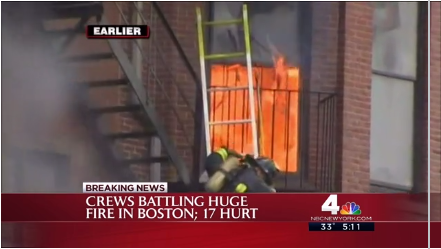 EARLIER
BREAKING NEWS
CREWS BATTLING HUGE
FIRE IN BOSTON; 17 HURT
4
NBCNEWYORK.COM
33° 5:11